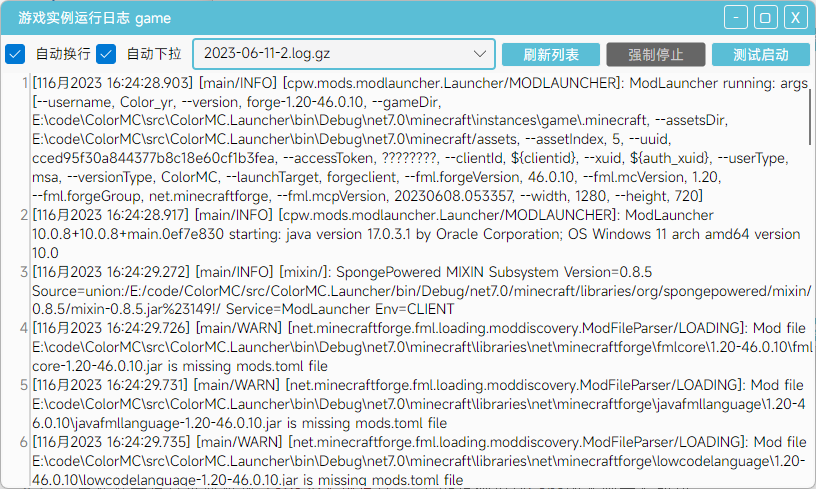 游戏实例运行日志 game
自动换行 自动下拉 2023-06-11-2.log.gz 刷新列表 强制停止 测试启动
1 [116月2023 16:24:28.903] [main/INFO] [cpw.mods.modlauncher.Launcher/MODLAUNCHER]: ModLauncher running: args
[--username, Color_yr, --version, forge-1.20-46.0.10, --gameDir,
E:\code\ColorMC\src\ColorMC.Launcher\bin\Debug\net7.0\minecraft\instances\game\.minecraft, --assetsDir,
E:\code\ColorMC\src\ColorMC.Launcher\bin\Debug\net7.0\minecraft/assets, --assetIndex, 5, --uuid,
cced95f30a844377b8c18e60cf1b3fea, --accessToken, ????????, --clientId, ${clientid}, --xuid, ${auth_xuid}, --userType,
msa, --versionType, ColorMC, --launchTarget, forgeclient, --fml.forgeVersion, 46.0.10, --fml.mcVersion, 1.20,
--fml.forgeGroup, net.minecraftforge, --fml.mcpVersion, 20230608.053357, --width, 1280, --height, 720]
2 [116月2023 16:24:28.917] [main/INFO] [cpw.mods.modlauncher.Launcher/MODLAUNCHER]: ModLauncher
10.0.8+10.0.8+main.0ef7e830 starting: java version 17.0.3.1 by Oracle Corporation; OS Windows 11 arch amd64 version
10.0
3 [116月2023 16:24:29.272] [main/INFO] [mixin/]: SpongePowered MIXIN Subsystem Version=0.8.5
Source=union:/E:/code/ColorMC/src/ColorMC.Launcher/bin/Debug/net7.0/minecraft/libraries/org/spongepowered/mixin/
0.8.5/mixin-0.8.5.jar%23149!/ Service=ModLauncher Env=CLIENT
4 [116月2023 16:24:29.726] [main/WARN] [net.minecraftforge.fml.loading.moddiscovery.ModFileParser/LOADING]: Mod file
E:\code\ColorMC\src\ColorMC.Launcher\bin\Debug\net7.0\minecraft\libraries\net\minecraftforge\fmlcore\1.20-46.0.10\fml
core-1.20-46.0.10.jar is missing mods.toml file
5 [116月2023 16:24:29.731] [main/WARN] [net.minecraftforge.fml.loading.moddiscovery.ModFileParser/LOADING]: Mod file
E:\code\ColorMC\src\ColorMC.Launcher\bin\Debug\net7.0\minecraft\libraries\net\minecraftforge\javafmllanguage\1.20-4
6.0.10\javafmllanguage-1.20-46.0.10.jar is missing mods.toml file
6 [116月2023 16:24:29.735] [main/WARN] [net.minecraftforge.fml.loading.moddiscovery.ModFileParser/LOADING]: Mod file
E:\code\ColorMC\src\ColorMC.Launcher\bin\Debug\net7.0\minecraft\libraries\net\minecraftforge\lowcodelanguage\1.20-
46.0.10\lowcodelanguage-1.20-46.0.10.jar is missing mods.toml file